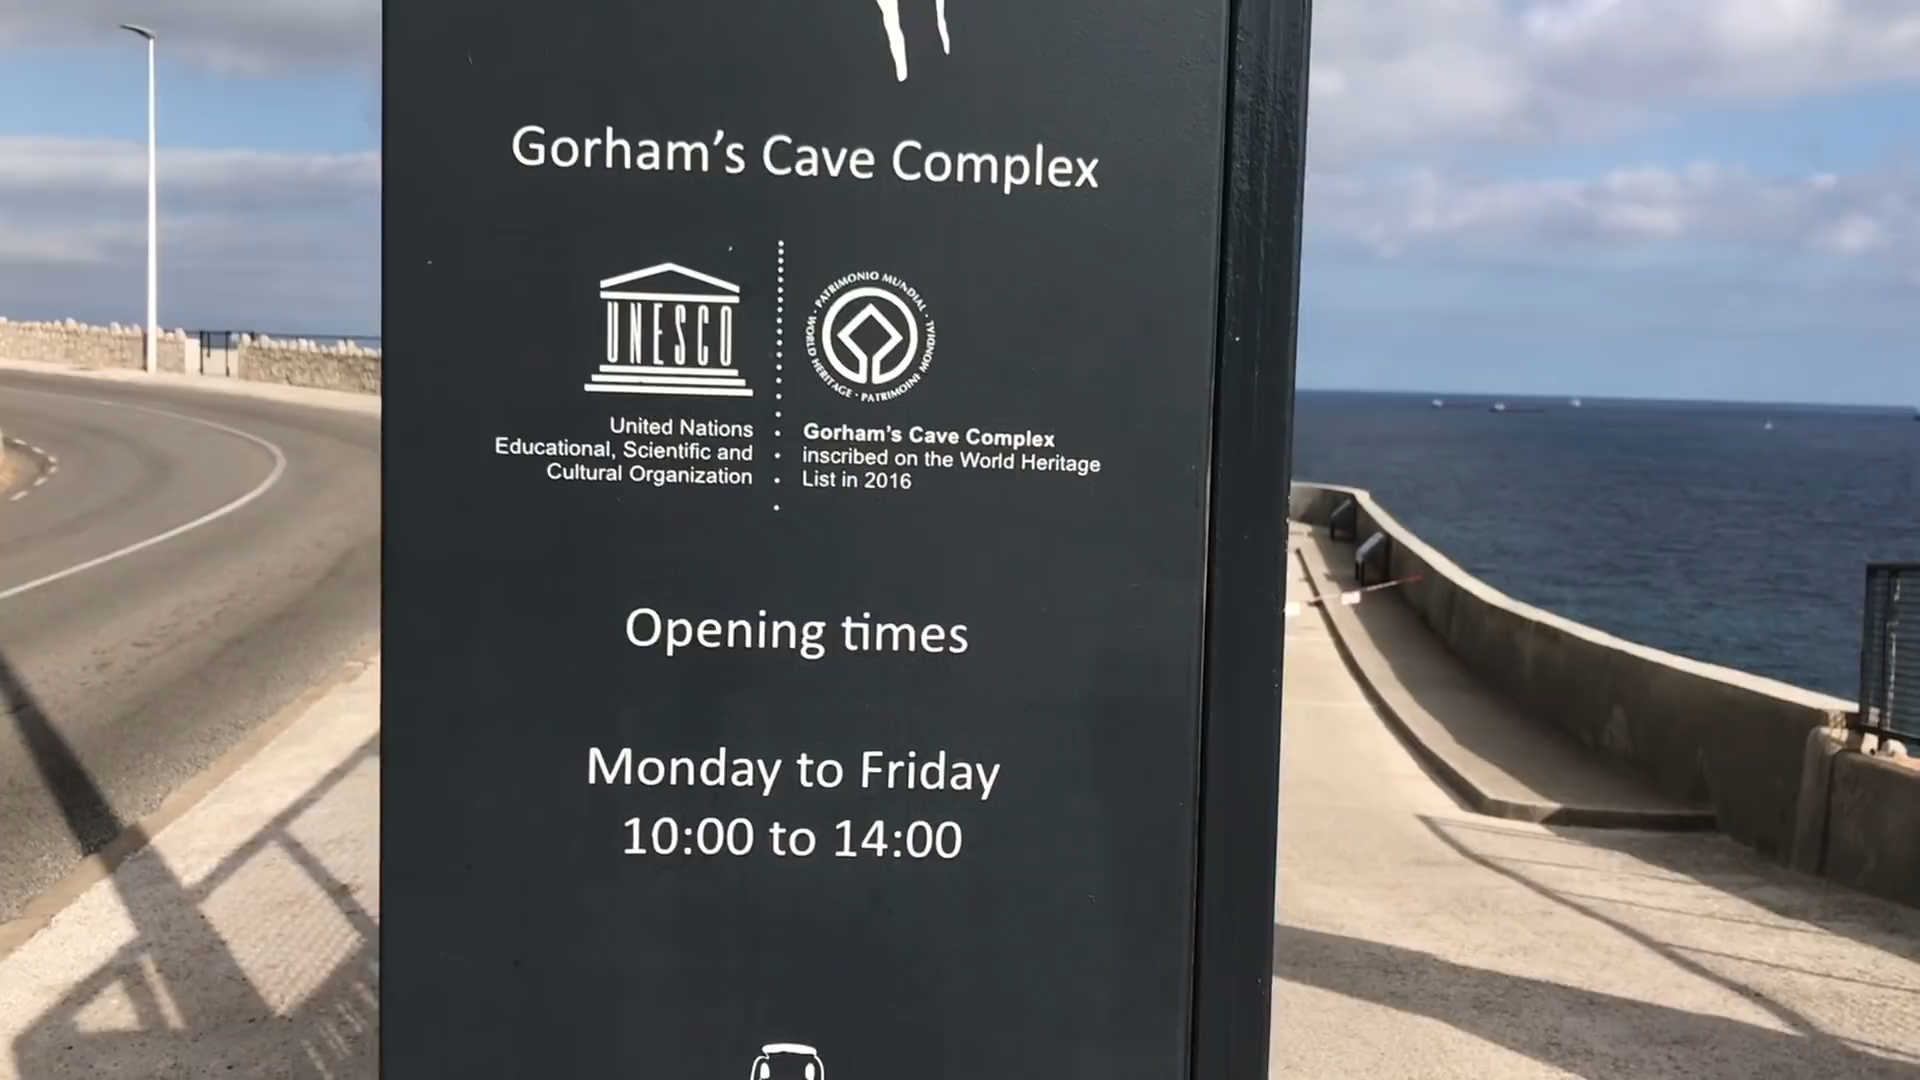 Gorham's Cave Complex
UNESCO
PATRIMONIO MUNDIAL · WORLD HERITAGE · PATRIMOINE MONDIAL ·
United Nations
Educational, Scientific and
Cultural Organization
Gorham's Cave Complex
inscribed on the World Heritage
List in 2016
Opening times
Monday to Friday
10:00 to 14:00